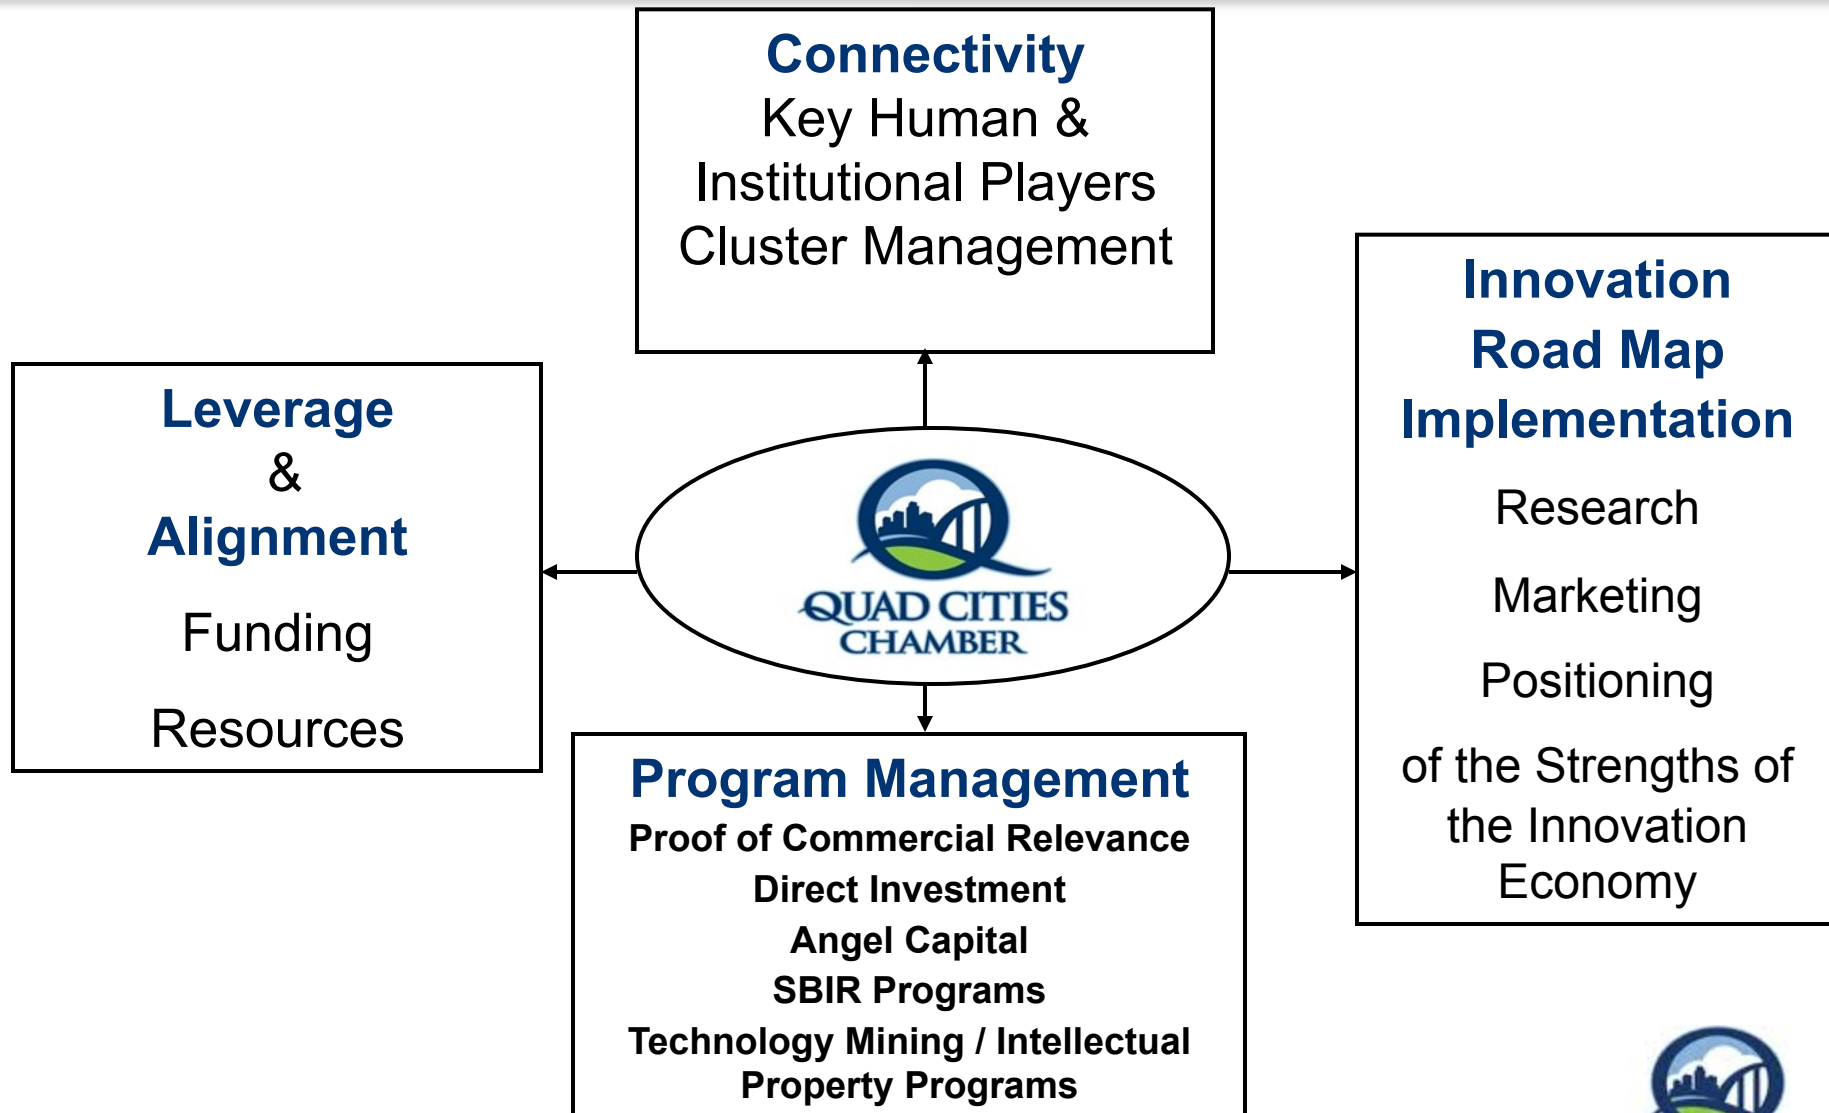 Connectivity
Key Human &
Institutional Players
Cluster Management
Leverage
&
Alignment
Funding
Resources
QUAD CITIES
CHAMBER
Innovation
Road Map
Implementation
Research
Marketing
Positioning
of the Strengths of
the Innovation
Economy
Program Management
Proof of Commercial Relevance
Direct Investment
Angel Capital
SBIR Programs
Technology Mining / Intellectual
Property Programs